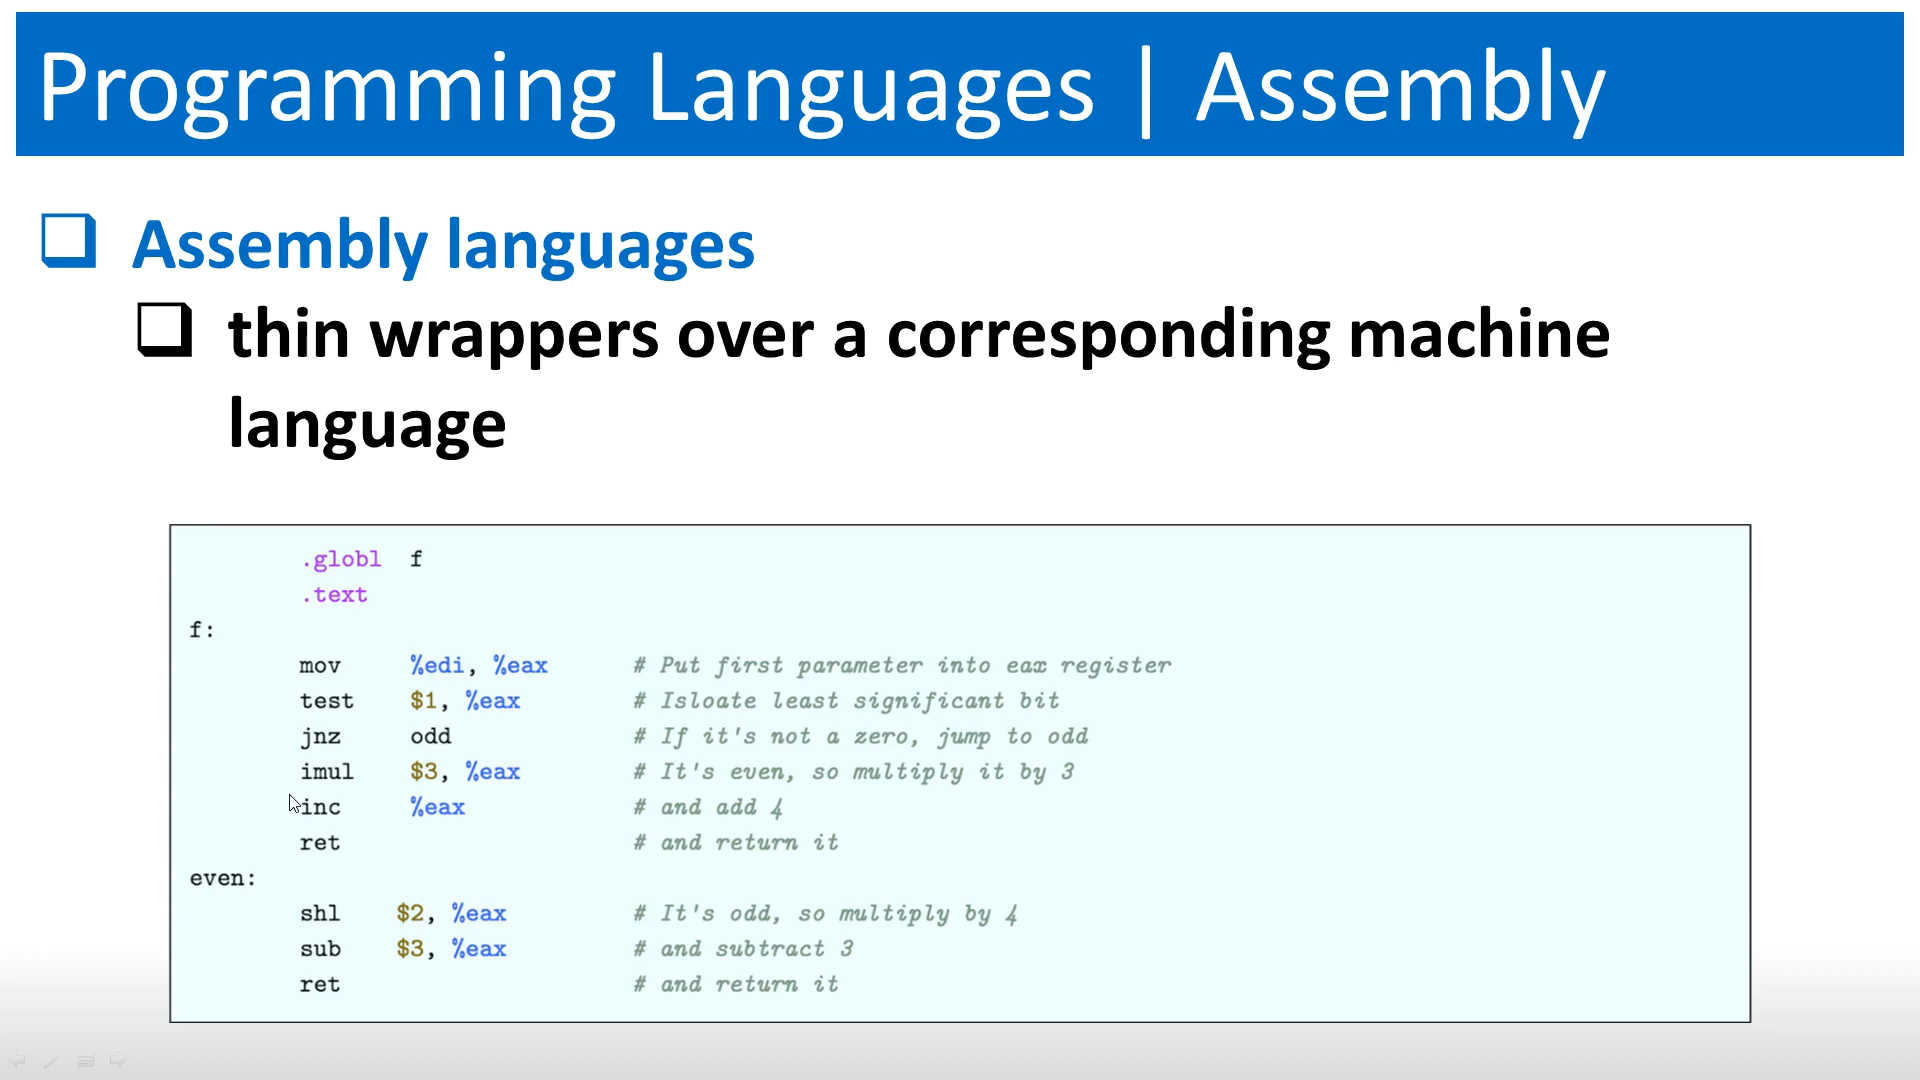 Programming Languages | Assembly
Assembly languages
thin wrappers over a corresponding machine
language
.globl f
.text
f:
mov %edi, %eax # Put first parameter into eax register
test $1, %eax # Isloate least significant bit
jnz odd # If it's not a zero, jump to odd
imul $3, %eax # It's even, so multiply it by 3
inc %eax # and add 4
ret # and return it
even:
shl $2, %eax # It's odd, so multiply by 4
sub $3, %eax # and subtract 3
ret # and return it